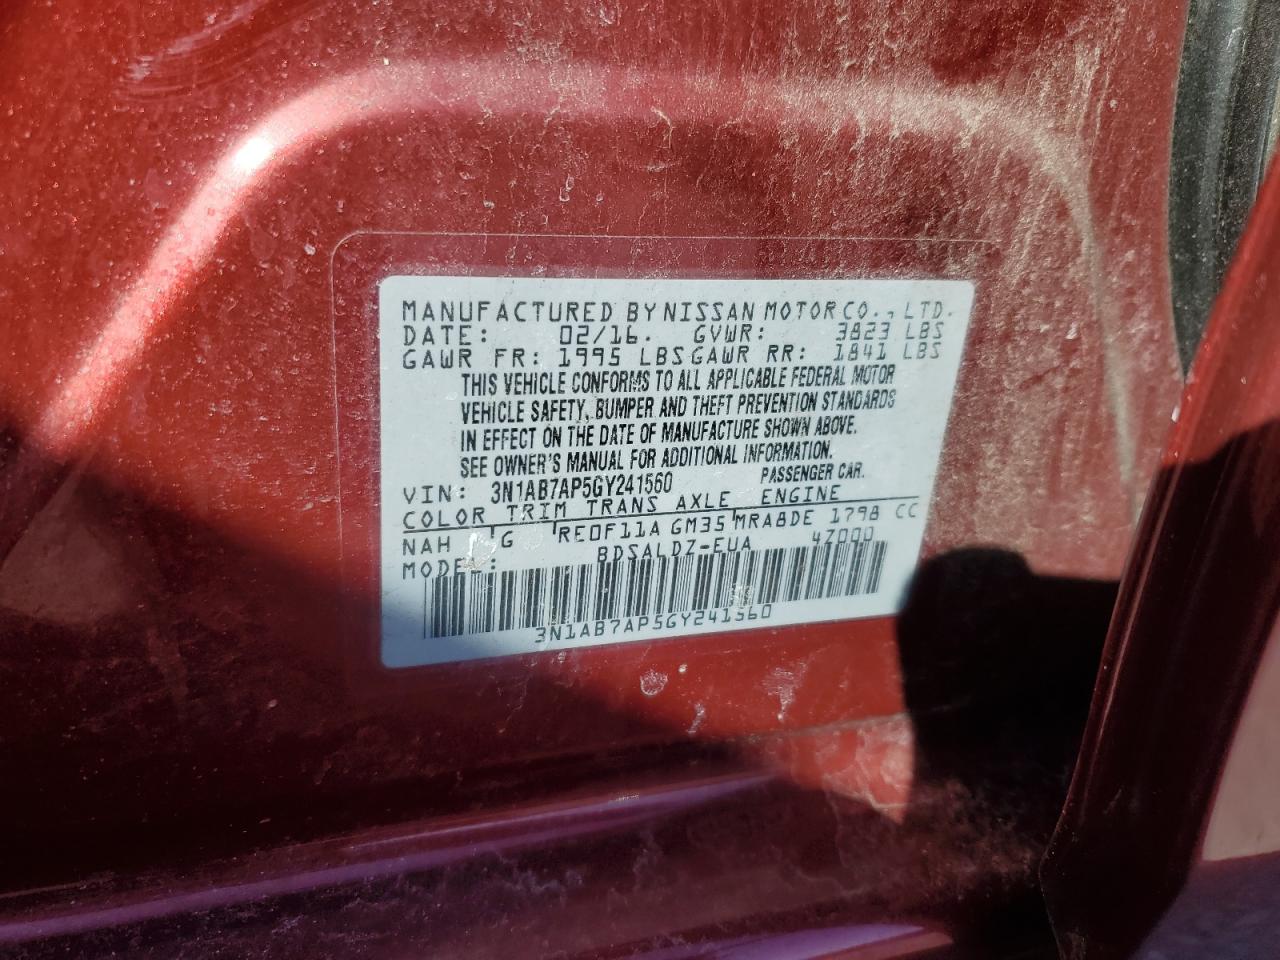 MANUFACTURED BY NISSAN MOTOR CO., LTD.
DATE: 02/16. GVWR: 3823 LBS
GAWR FR: 1995 LBS GAWR RR: 1841 LBS
THIS VEHICLE CONFORMS TO ALL APPLICABLE FEDERAL MOTOR
VEHICLE SAFETY, BUMPER AND THEFT PREVENTION STANDARDS
IN EFFECT ON THE DATE OF MANUFACTURE SHOWN ABOVE.
SEE OWNER'S MANUAL FOR ADDITIONAL INFORMATION.
VIN: 3N1AB7AP5GY241560 PASSENGER CAR.
COLOR TRIM TRANS AXLE ENGINE
NAH G RE0F11A GM35 MRA8DE 1798 CC
MODEL: BDSALDZ-EUA 4Z000
3N1AB7AP5GY241560